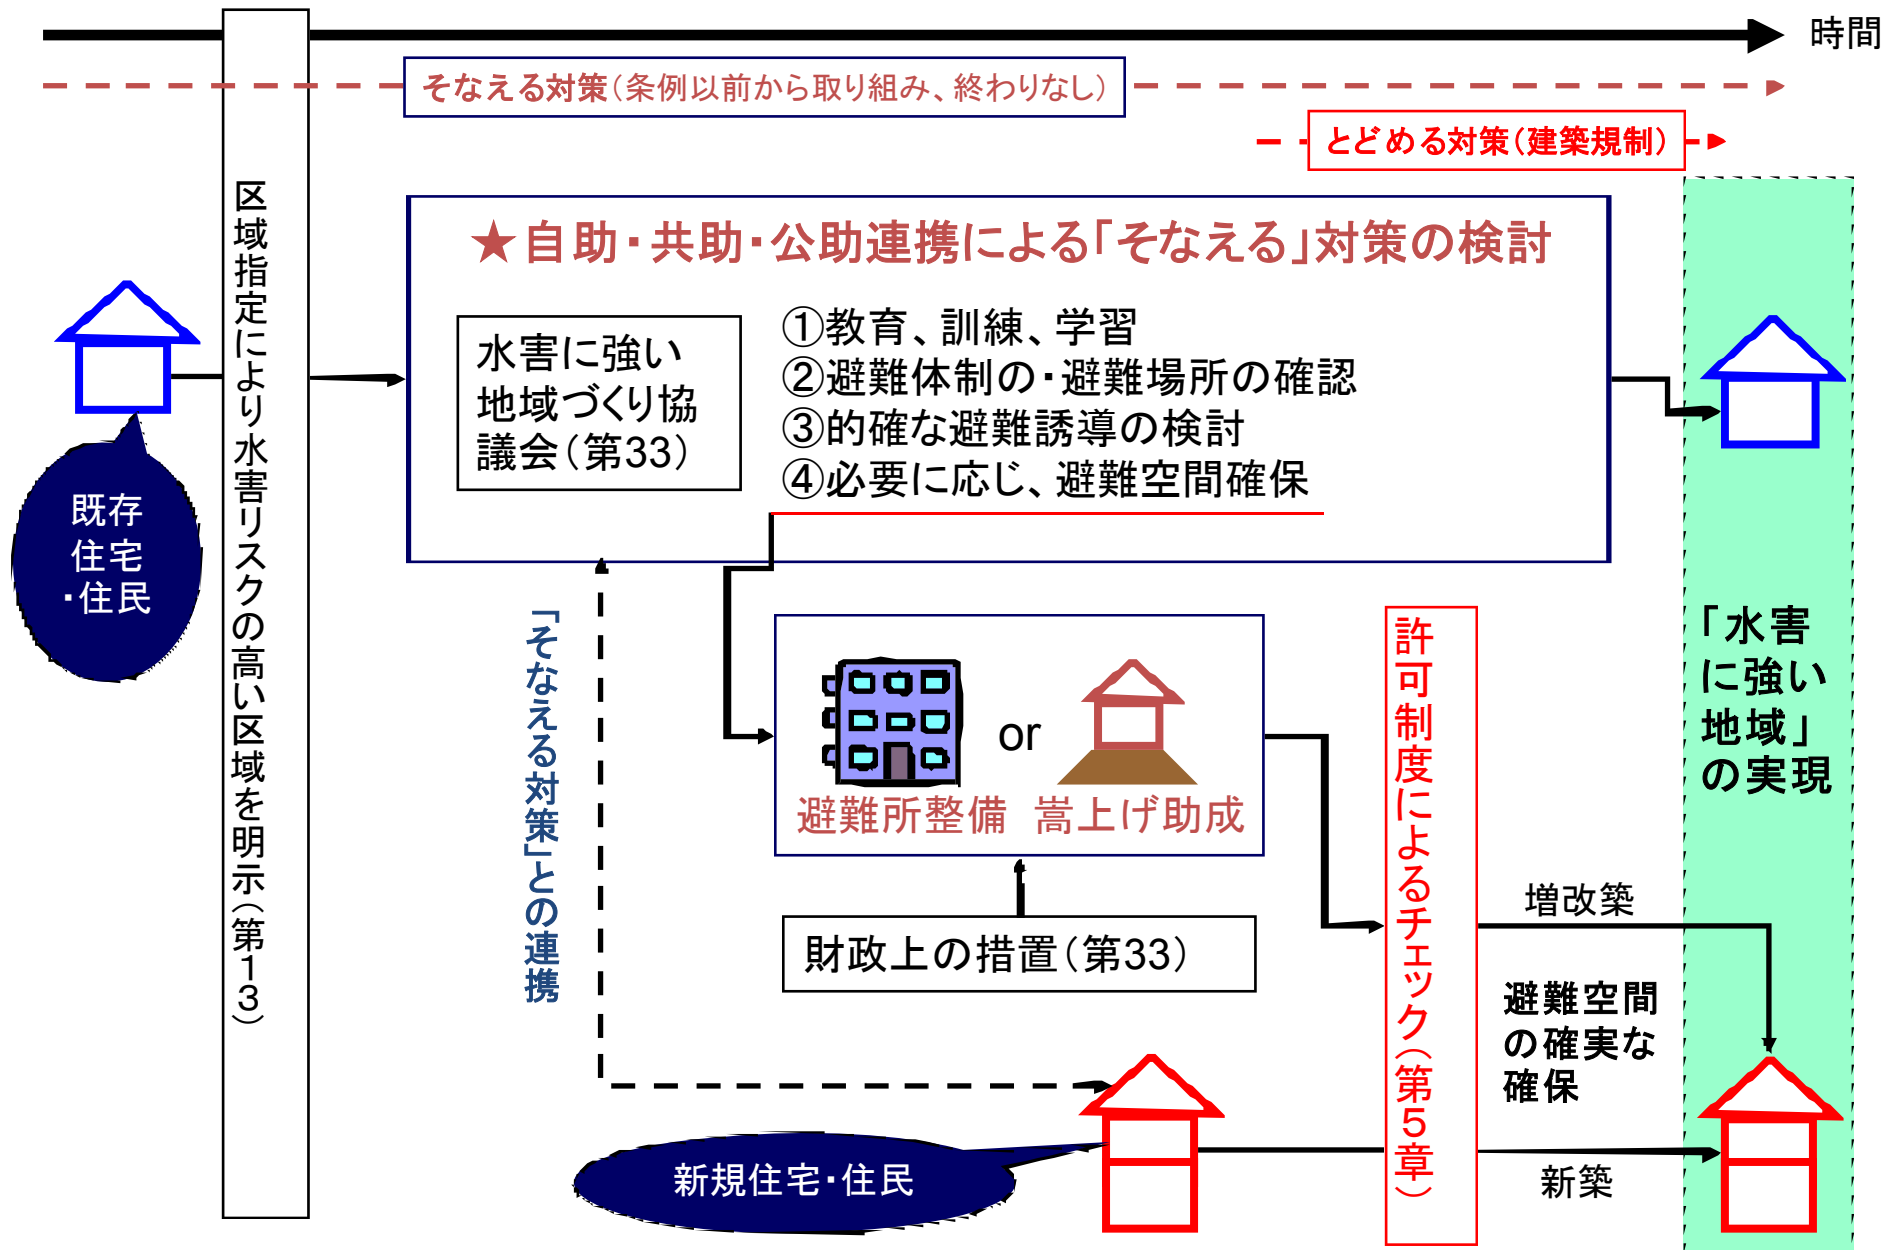 時間
そなえる対策(条例以前から取り組み、終わりなし)
とどめる対策(建築規制)
区域指定により水害リスクの高い区域を明示(第13)
★自助・共助・公助連携による「そなえる」対策の検討
水害に強い
地域づくり協
議会(第33)
①教育、訓練、学習
②避難体制の・避難場所の確認
③的確な避難誘導の検討
④必要に応じ、避難空間確保
既存
住宅
・住民
「そなえる対策」との連携
or
避難所整備 嵩上げ助成
財政上の措置(第33)
許可制度によるチェック(第5章)
増改築
避難空間
の確実な
確保
新築
新規住宅・住民
「水害
に強い
地域」
の実現